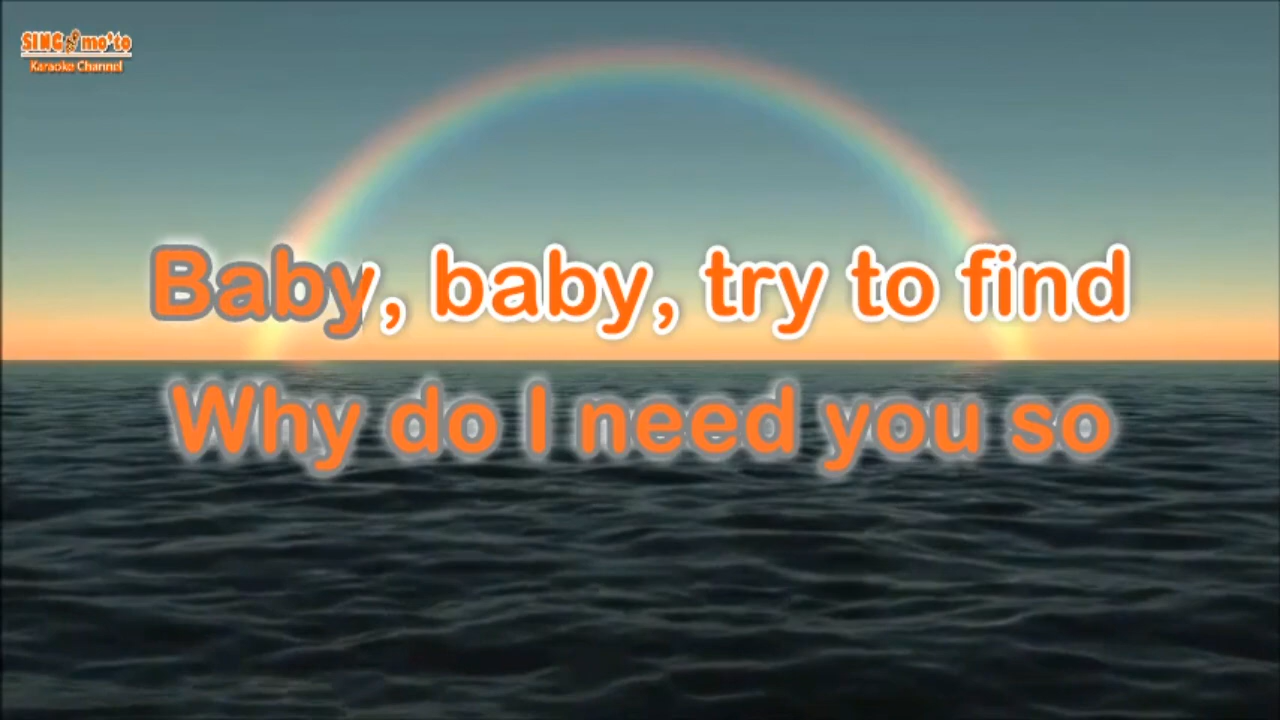 SING mo'to
Karaoke Channel
Baby, baby, try to find
Why do I need you so